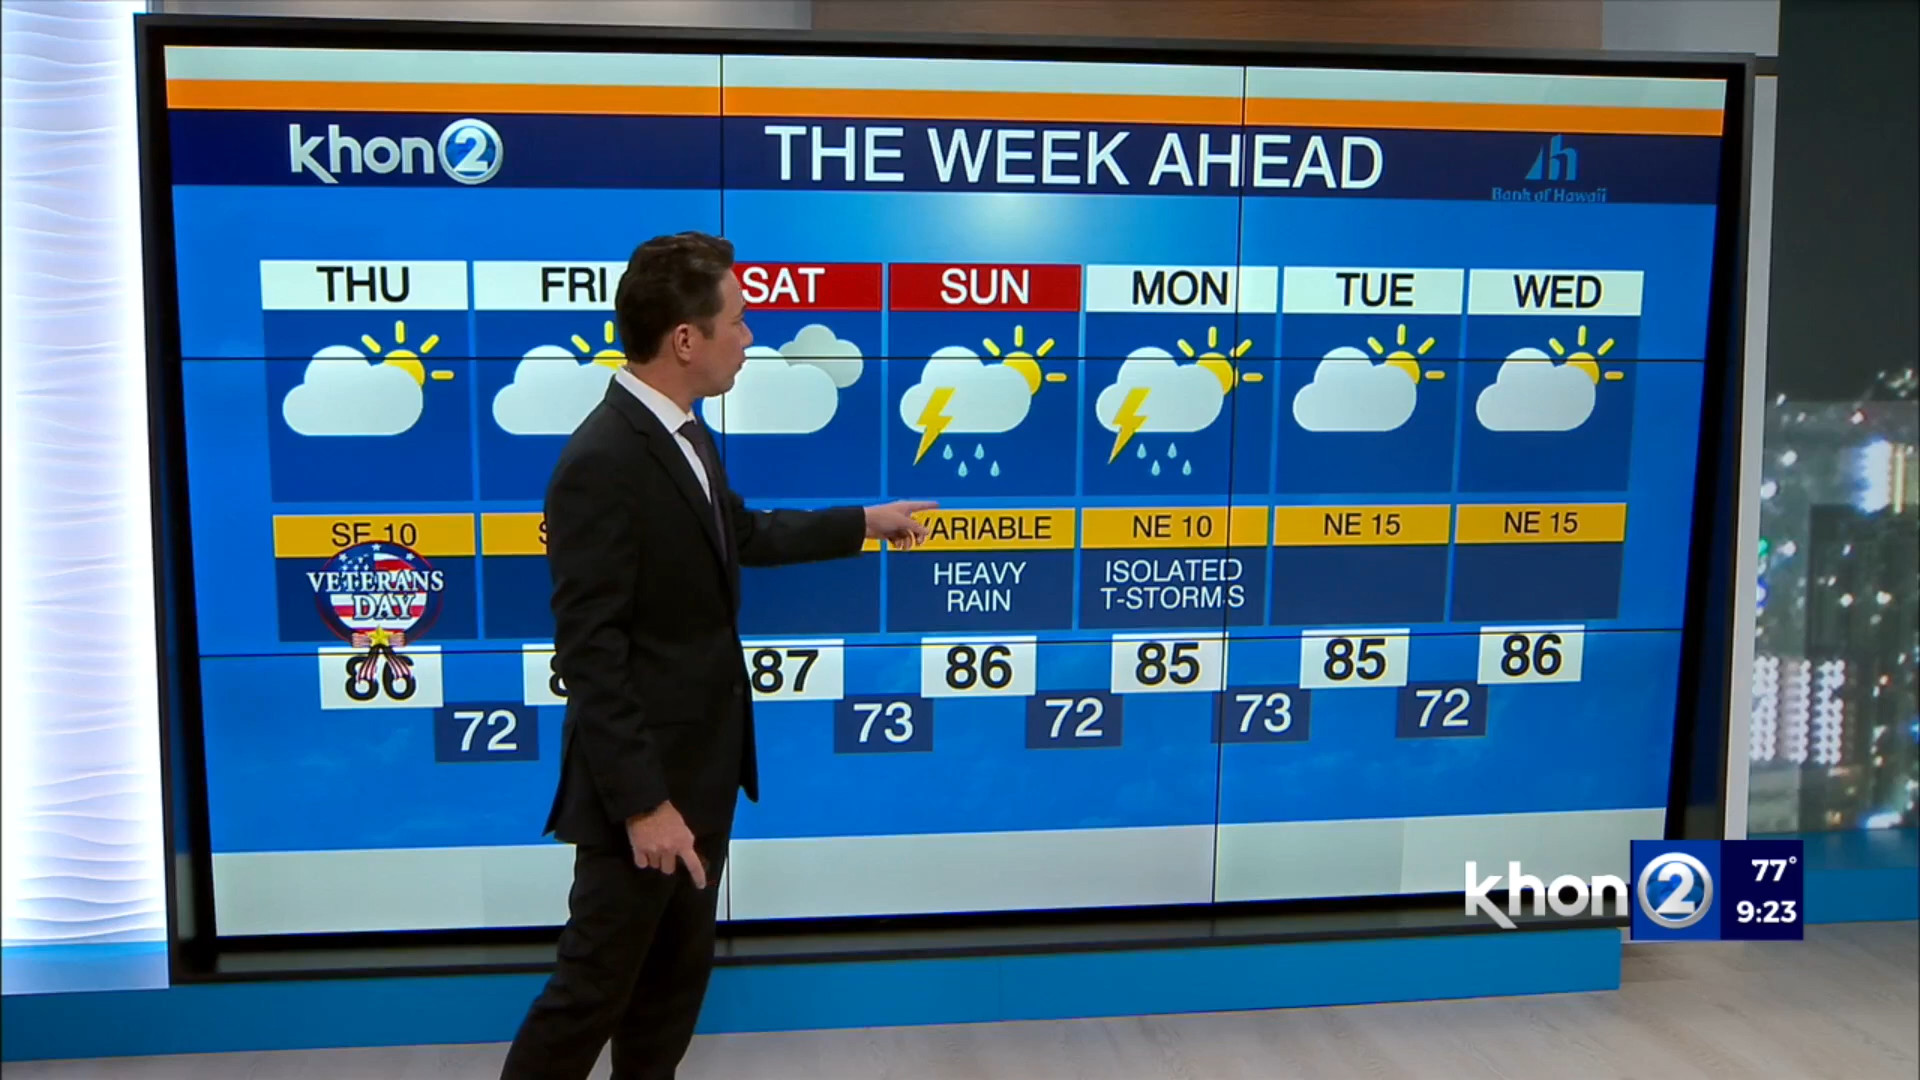 khon2
THE WEEK AHEAD
Bank of Hawaii
THU
FRI
SAT
SUN
MON
TUE
WED
SE 10
VARIABLE
NE 10
NE 15
NE 15
VETERANS
DAY
HEAVY
RAIN
ISOLATED
T-STORMS
86
87
86
85
85
86
72
73
72
73
72
khon2
77°
9:23